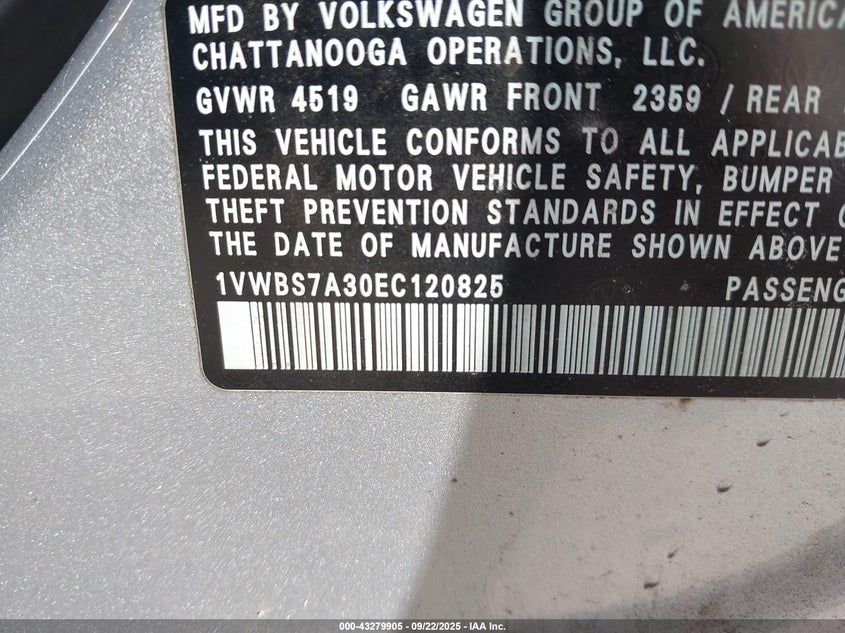 MFD BY VOLKSWAGEN GROUP OF AMERICA
CHATTANOOGA OPERATIONS, LLC.
GVWR 4519 GAWR FRONT 2359 / REAR
THIS VEHICLE CONFORMS TO ALL APPLICAB
FEDERAL MOTOR VEHICLE SAFETY, BUMPER
THEFT PREVENTION STANDARDS IN EFFECT O
THE DATE OF MANUFACTURE SHOWN ABOVE
1VWBS7A30EC120825 PASSENG
000-43279905 - 09/22/2025 - IAA Inc.